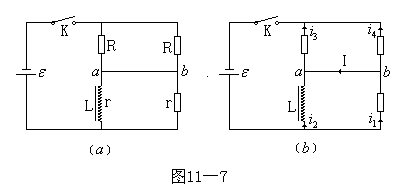 K
R
R
ε
a
b
L
r
r
(a)
K
i₃
i₄
I
ε
a
b
L
i₂
i₁
(b)
图11—7